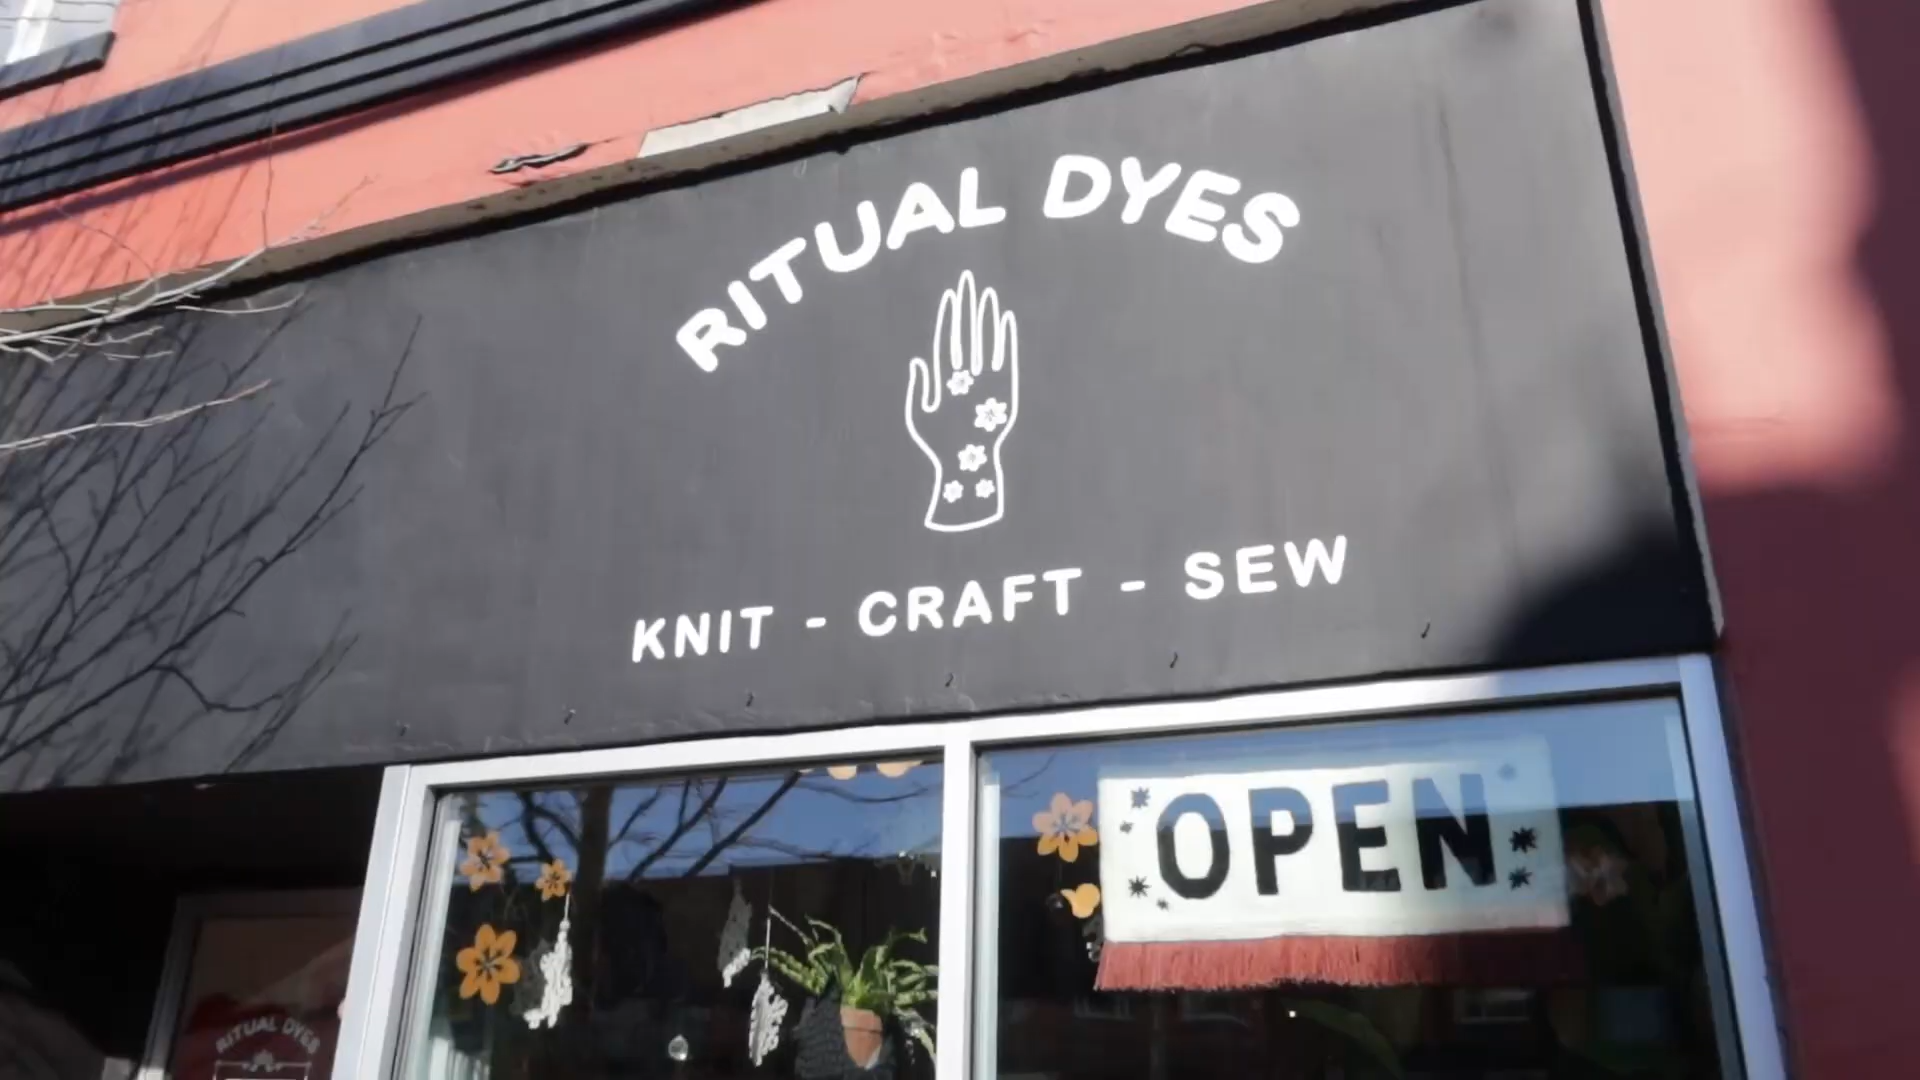 RITUAL DYES
KNIT - CRAFT - SEW
OPEN
RITUAL DYES